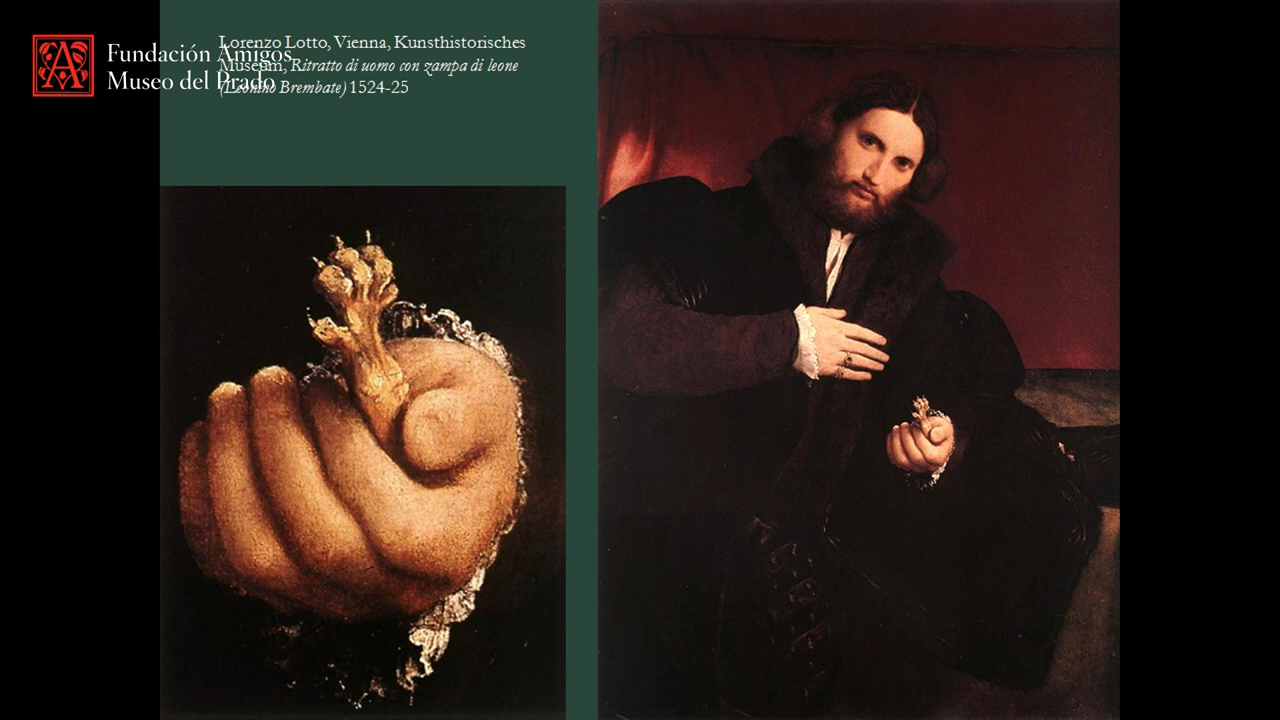 Fundación Amigos
Museo del Prado
Lorenzo Lotto, Vienna, Kunsthistorisches
Museum, Ritratto di uomo con zampa di leone
(Leonino Brembate) 1524-25